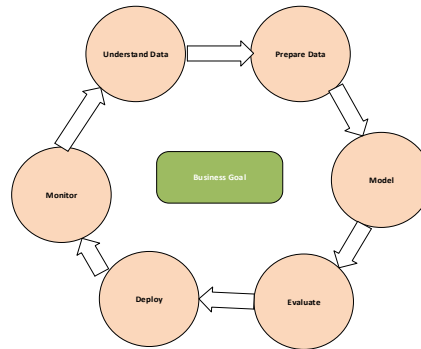 Understand Data
Prepare Data
Model
Evaluate
Deploy
Monitor
Business Goal